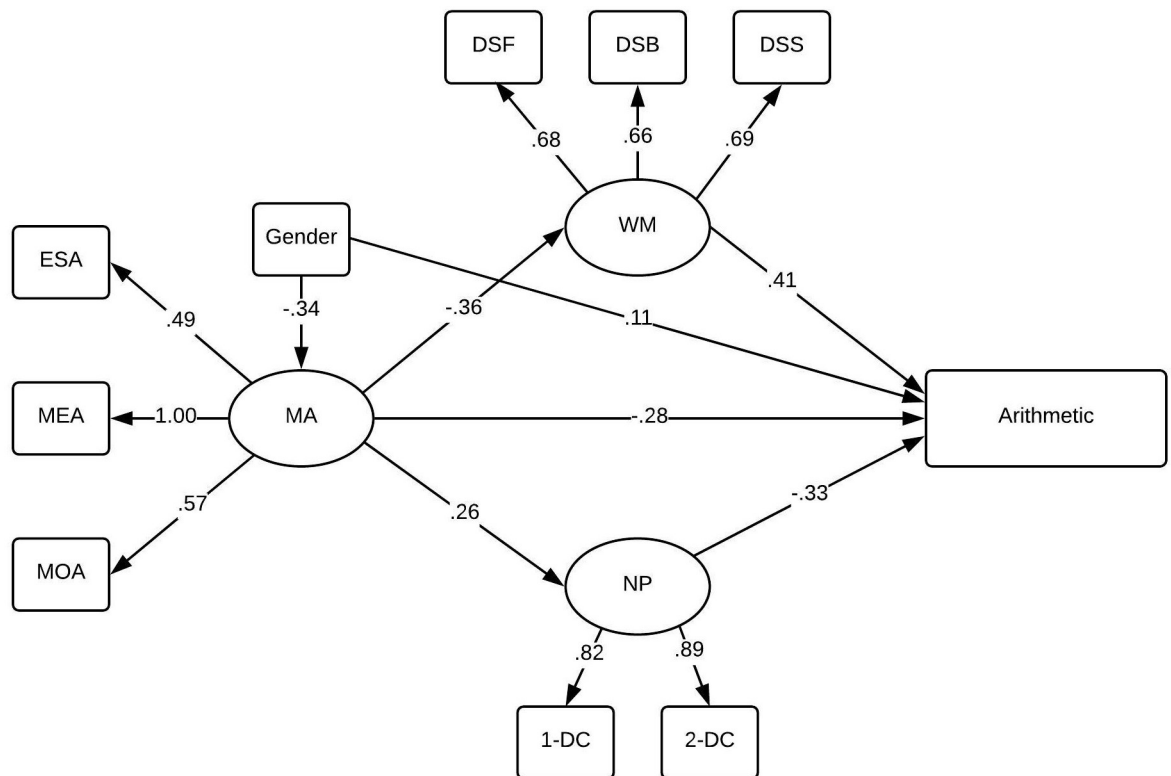 DSF
DSB
DSS
.68
.66
.69
Gender
WM
ESA
.41
-.34
-.36
.11
.49
MEA
1.00
MA
-.28
Arithmetic
.57
.26
-.33
MOA
NP
.82
.89
1-DC
2-DC